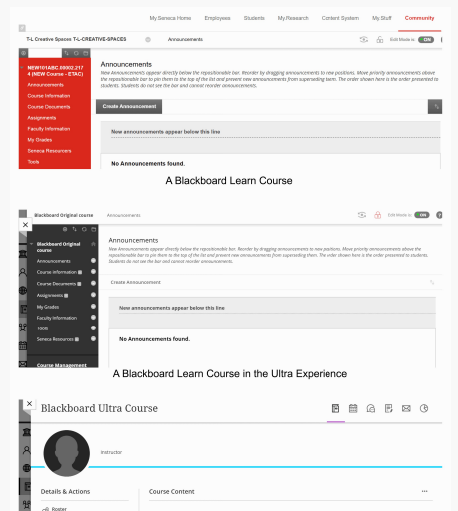 My.Seneca Home Employees Students My.Research Content System My.Stuff Community
T-L Creative Spaces T-L-CREATIVE-SPACES Announcements Edit Mode is: ON
NEW101ABC.00002.217
4 (NEW Course - ETAC)
Announcements
Course Information
Course Documents
Assignments
Faculty Information
My Grades
Seneca Resourcers
Tools
Announcements
New Announcements appear directly below the repositionable bar. Reorder by dragging announcements to new positions. Move priority announcements above
the repositionable bar to pin them to the top of the list and prevent new announcements from superseding them. The order shown here is the order presented to
students. Students do not see the bar and cannot reorder announcements.
Create Announcement
New announcements appear below this line
No Announcements found.
A Blackboard Learn Course
Blackboard Original course Announcements Edit Mode is: ON
Blackboard Original
course
Announcements
Course Information
Course Documents
Assignments
My Grades
Faculty Information
Tools
Seneca Resources
Course Management
Announcements
New Announcements appear directly below the repositionable bar. Reorder by dragging announcements to new positions. Move priority announcements above the
repositionable bar to pin them to the top of the list and prevent new announcements from superseding them. The order shown here is the order presented to students.
Students do not see the bar and cannot reorder announcements.
Create Announcement
New announcements appear below this line
No Announcements found.
A Blackboard Learn Course in the Ultra Experience
Blackboard Ultra Course
Instructor
Details & Actions
Roster
Course Content